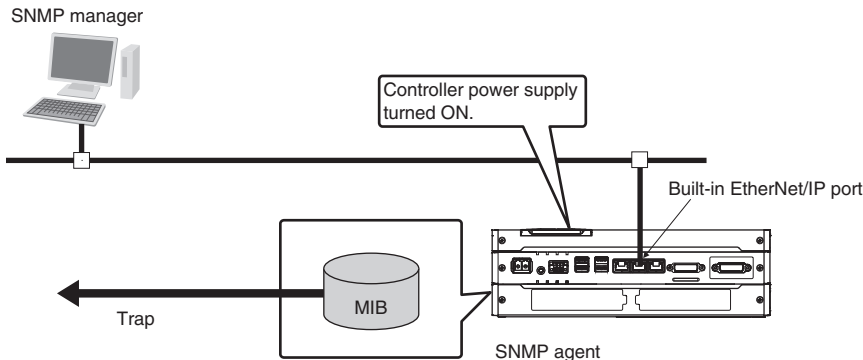 SNMP manager
Controller power supply
turned ON.
Built-in EtherNet/IP port
MIB
Trap
SNMP agent